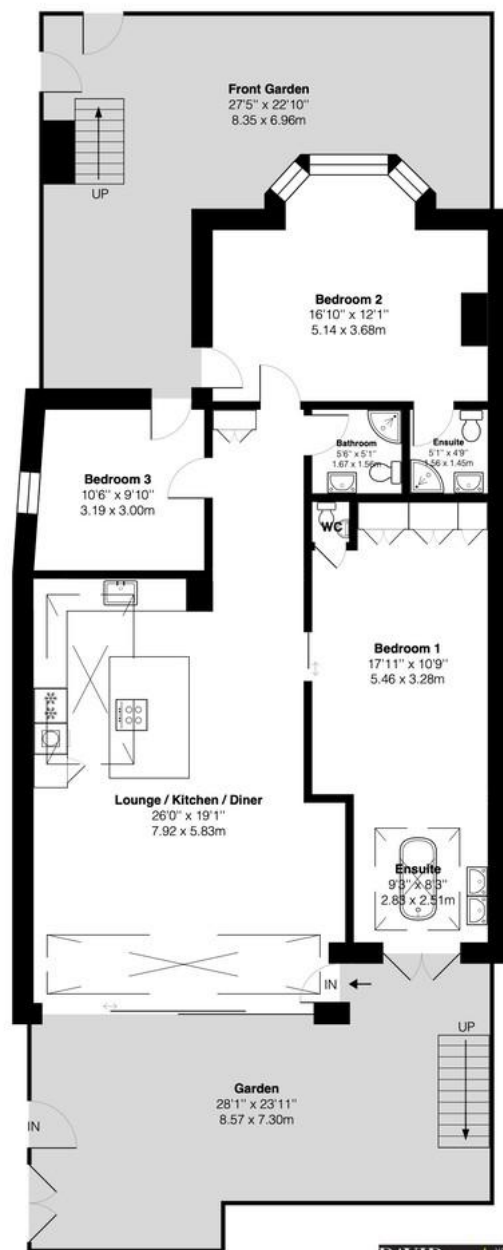 Front Garden
27'5" x 22'10"
8.35 x 6.96m
UP
Bedroom 2
16'10" x 12'1"
5.14 x 3.68m
Bedroom 3
10'6" x 9'10"
3.19 x 3.00m
Bathroom
5'6" x 5'1"
1.67 x 1.56m
Ensuite
5'1" x 4'9"
1.56 x 1.45m
WC
Bedroom 1
17'11" x 10'9"
5.46 x 3.28m
Lounge / Kitchen / Diner
26'0" x 19'1"
7.92 x 5.83m
Ensuite
9'3" x 8'3"
2.83 x 2.51m
IN
UP
Garden
28'1" x 23'11"
8.57 x 7.30m
IN